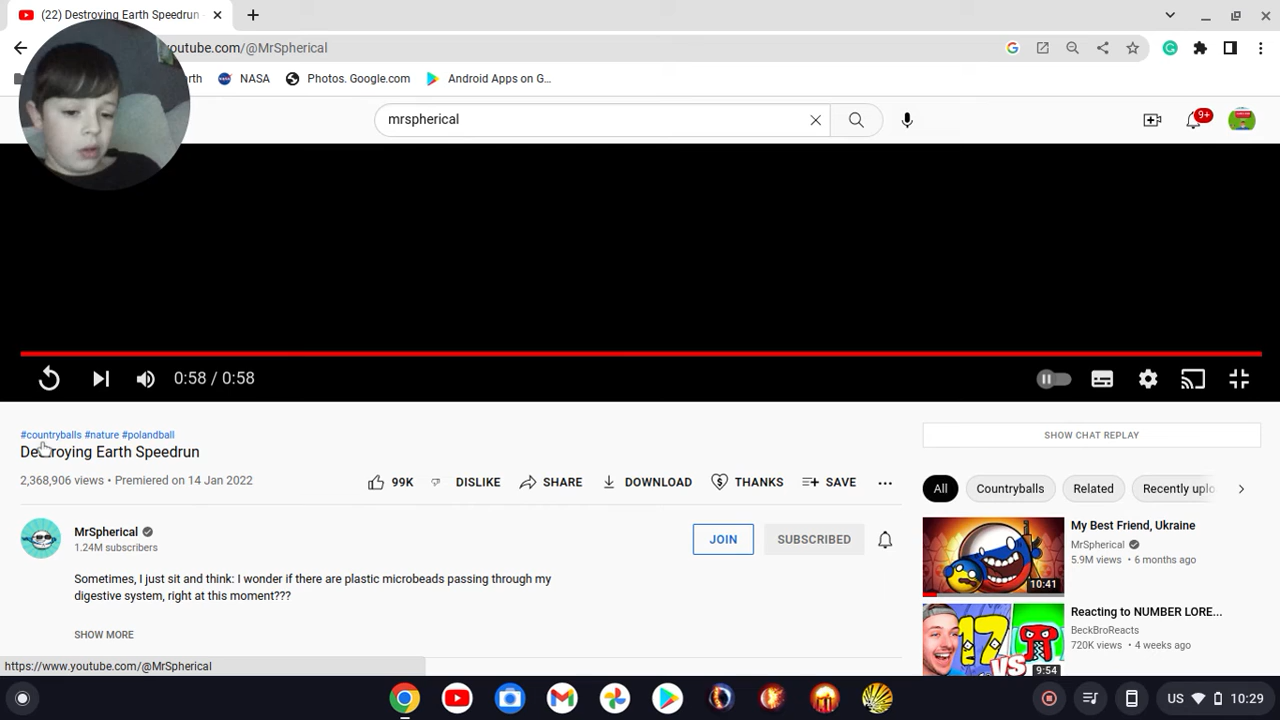 (22) Destroying Earth Speedrun
youtube.com/@MrSpherical
arth
NASA
Photos. Google.com
Android Apps on G...
mrspherical
9+
0:58 / 0:58
#countryballs #nature #polandball
Destroying Earth Speedrun
2,368,906 views • Premiered on 14 Jan 2022
99K
DISLIKE
SHARE
DOWNLOAD
THANKS
SAVE
MrSpherical
1.24M subscribers
JOIN
SUBSCRIBED
Sometimes, I just sit and think: I wonder if there are plastic microbeads passing through my
digestive system, right at this moment???
SHOW MORE
SHOW CHAT REPLAY
All
Countryballs
Related
Recently uplo
My Best Friend, Ukraine
MrSpherical
5.9M views • 6 months ago
10:41
Reacting to NUMBER LORE...
BeckBroReacts
720K views • 4 weeks ago
17
VS
9:54
https://www.youtube.com/@MrSpherical
US
10:29